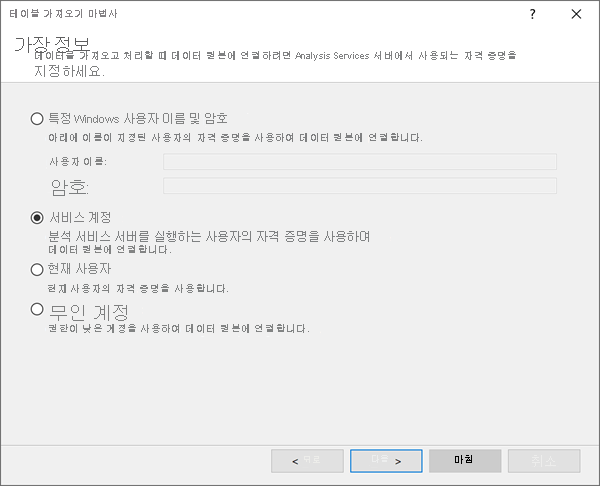 테이블 가져오기 마법사
가장 정보
데이터를 가져오고 처리할 때 데이터 원본에 연결하려면 Analysis Services 서버에서 사용되는 자격 증명을
지정하세요.
특정 Windows 사용자 이름 및 암호
아래에 이름이 지정된 사용자의 자격 증명을 사용하여 데이터 원본에 연결합니다.
사용자 이름:
암호:
서비스 계정
분석 서비스 서버를 실행하는 사용자의 자격 증명을 사용하여
데이터 원본에 연결합니다.
현재 사용자
현재 사용자의 자격 증명을 사용합니다.
무인 계정
권한이 낮은 계정을 사용하여 데이터 원본에 연결합니다.
<
다음 >
마침
취소